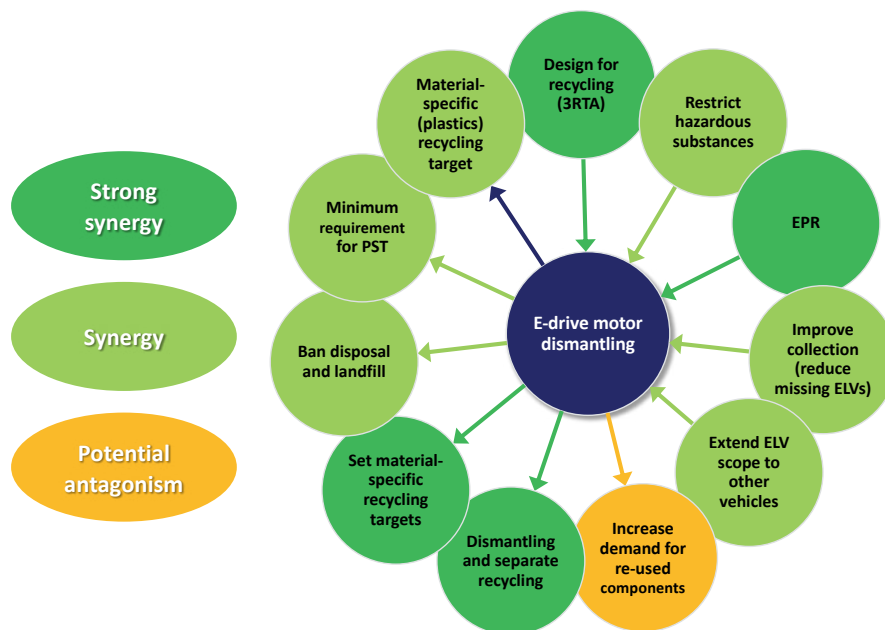 Strong
synergy
Synergy
Potential
antagonism
Design for
recycling
(3RTA)
Restrict
hazardous
substances
EPR
Improve
collection
(reduce
missing ELVs)
Extend ELV
scope to
other
vehicles
Increase
demand for
re-used
components
Dismantling
and separate
recycling
Set material-
specific
recycling
targets
Ban disposal
and landfill
Minimum
requirement
for PST
Material-
specific
(plastics)
recycling
target
E-drive motor
dismantling